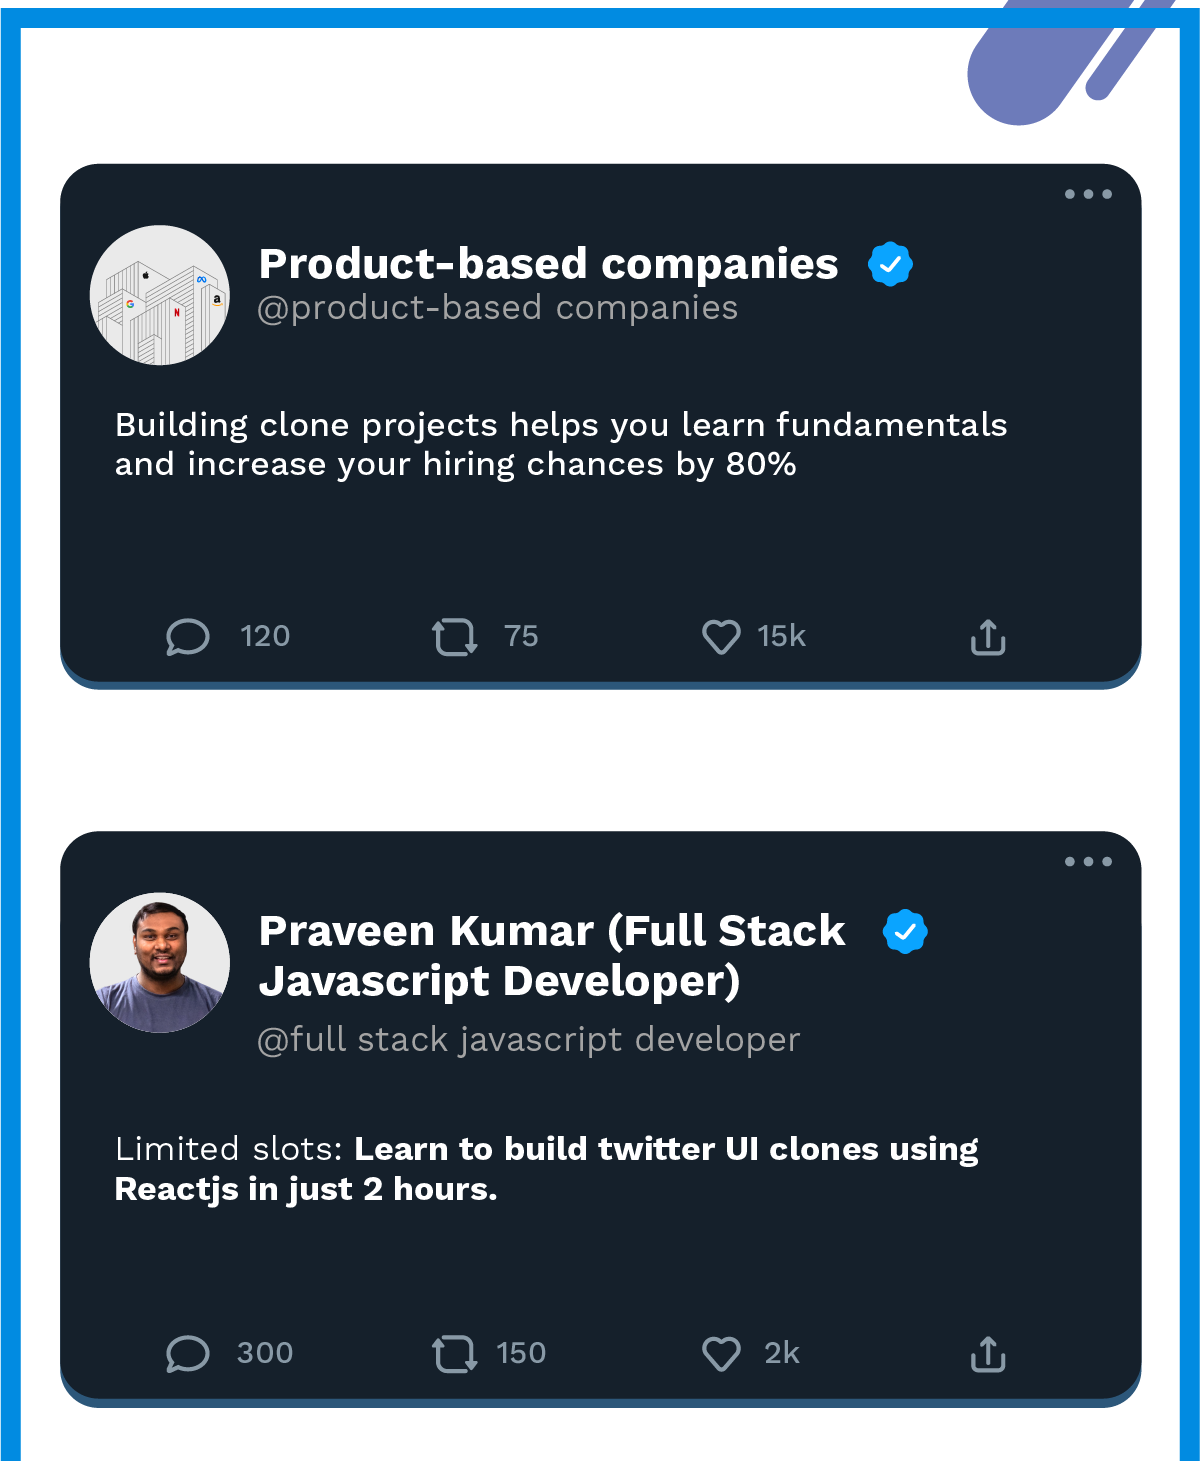 Product-based companies
@product-based companies
Building clone projects helps you learn fundamentals
and increase your hiring chances by 80%
120 75 15k
Praveen Kumar (Full Stack
Javascript Developer)
@full stack javascript developer
Limited slots: Learn to build twitter UI clones using
Reactjs in just 2 hours.
300 150 2k